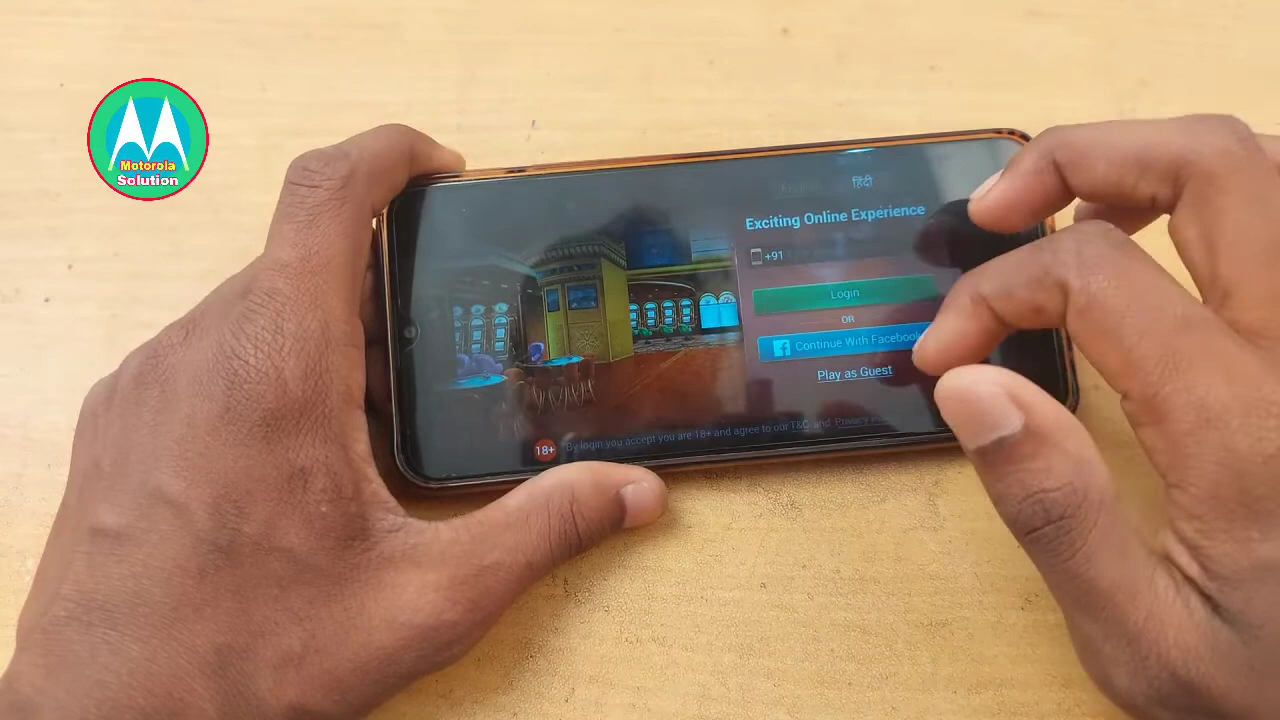 Motorola
Solution
हिंदी
Exciting Online Experience
+91
Login
OR
Continue With Facebook
Play as Guest
18+ By login you accept you are 18+ and agree to our T&C and Privacy